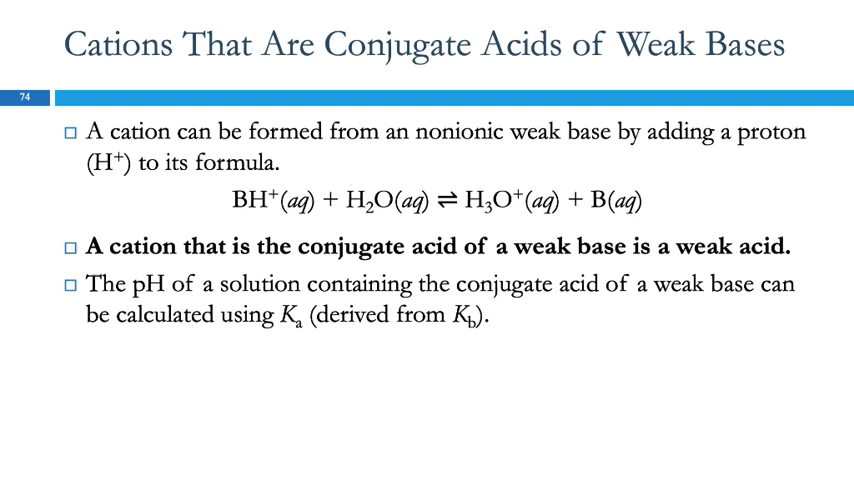 Cations That Are Conjugate Acids of Weak Bases
74
A cation can be formed from an nonionic weak base by adding a proton
(H⁺) to its formula.
BH⁺(aq) + H₂O(aq) ⇌ H₃O⁺(aq) + B(aq)
A cation that is the conjugate acid of a weak base is a weak acid.
The pH of a solution containing the conjugate acid of a weak base can
be calculated using Kₐ (derived from K_b).